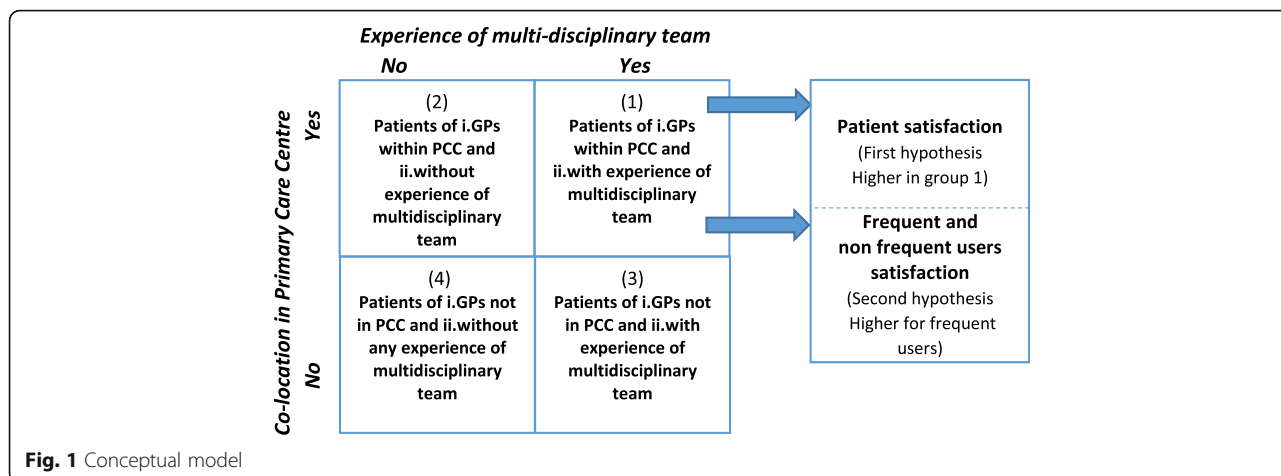 Experience of multi-disciplinary team
No
Yes
Co-location in Primary Care Centre
Yes
No
(2)
Patients of i.GPs
within PCC and
ii.without
experience of
multidisciplinary
team
(1)
Patients of i.GPs
within PCC and
ii.with experience of
multidisciplinary
team
(4)
Patients of i.GPs not
in PCC and ii.without
any experience of
multidisciplinary
team
(3)
Patients of i.GPs not
in PCC and ii.with
experience of
multidisciplinary
team
Patient satisfaction
(First hypothesis
Higher in group 1)
Frequent and
non frequent users
satisfaction
(Second hypothesis
Higher for frequent
users)
Fig. 1 Conceptual model